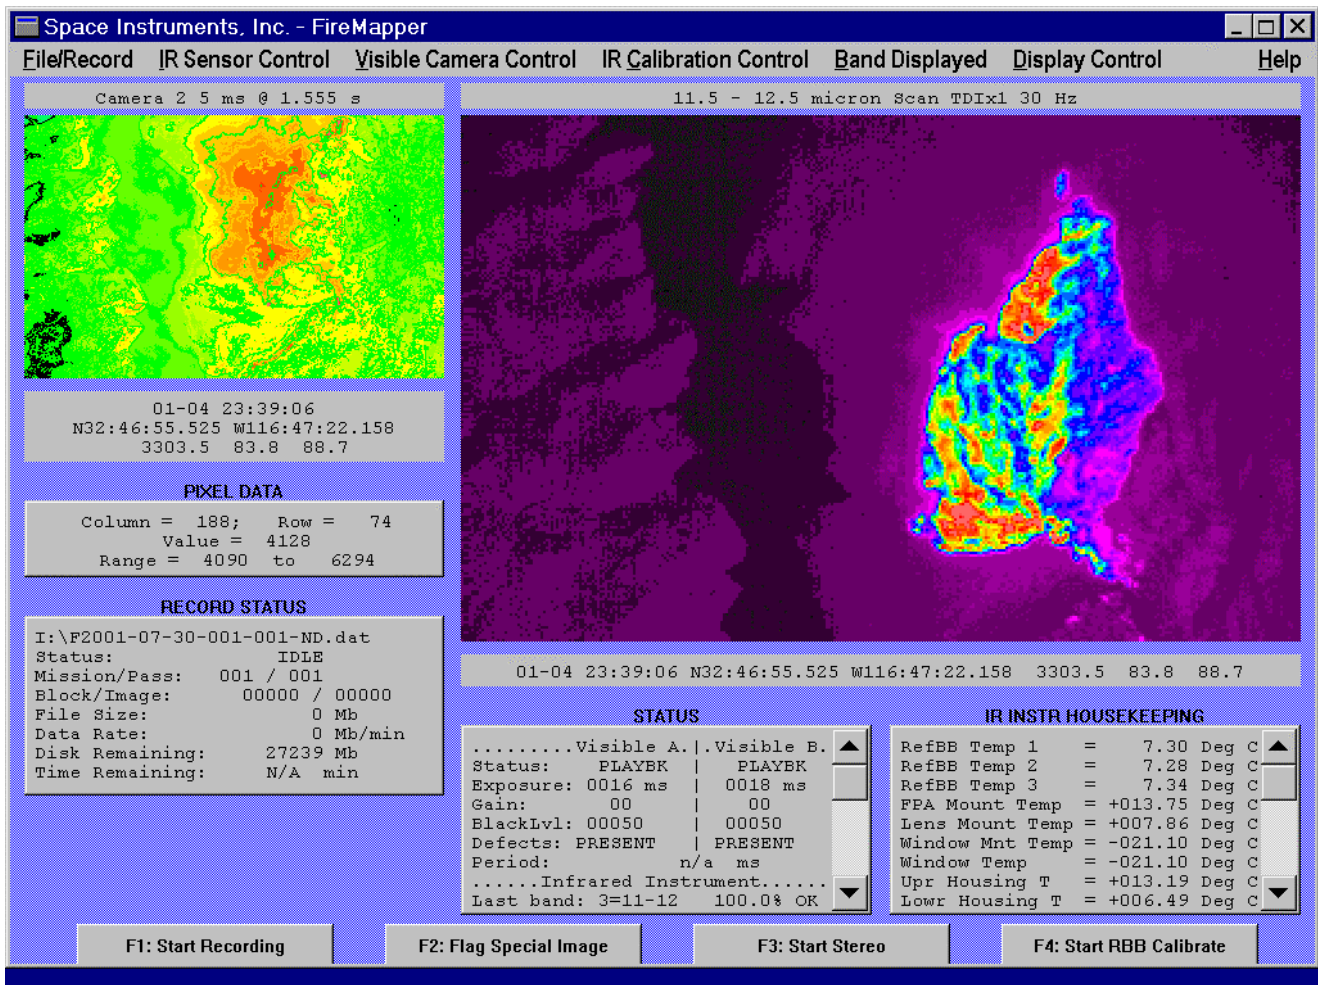 Space Instruments, Inc. - FireMapper
File/Record IR Sensor Control Visible Camera Control IR Calibration Control Band Displayed Display Control Help
Camera 2 5 ms @ 1.555 s
11.5 - 12.5 micron Scan TDIx1 30 Hz
01-04 23:39:06
N32:46:55.525 W116:47:22.158
3303.5 83.8 88.7
PIXEL DATA
Column = 188; Row = 74
Value = 4128
Range = 4090 to 6294
RECORD STATUS
I:\F2001-07-30-001-001-ND.dat
Status: IDLE
Mission/Pass: 001 / 001
Block/Image: 00000 / 00000
File Size: 0 Mb
Data Rate: 0 Mb/min
Disk Remaining: 27239 Mb
Time Remaining: N/A min
01-04 23:39:06 N32:46:55.525 W116:47:22.158 3303.5 83.8 88.7
STATUS
.........Visible A.|.Visible B.
Status: PLAYBK | PLAYBK
Exposure: 0016 ms | 0018 ms
Gain: 00 | 00
BlackLvl: 00050 | 00050
Defects: PRESENT | PRESENT
Period: n/a ms
......Infrared Instrument......
Last band: 3=11-12 100.0% OK
IR INSTR HOUSEKEEPING
RefBB Temp 1 = 7.30 Deg C
RefBB Temp 2 = 7.28 Deg C
RefBB Temp 3 = 7.34 Deg C
FPA Mount Temp = +013.75 Deg C
Lens Mount Temp = +007.86 Deg C
Window Mnt Temp = -021.10 Deg C
Window Temp = -021.10 Deg C
Upr Housing T = +013.19 Deg C
Lowr Housing T = +006.49 Deg C
F1: Start Recording
F2: Flag Special Image
F3: Start Stereo
F4: Start RBB Calibrate